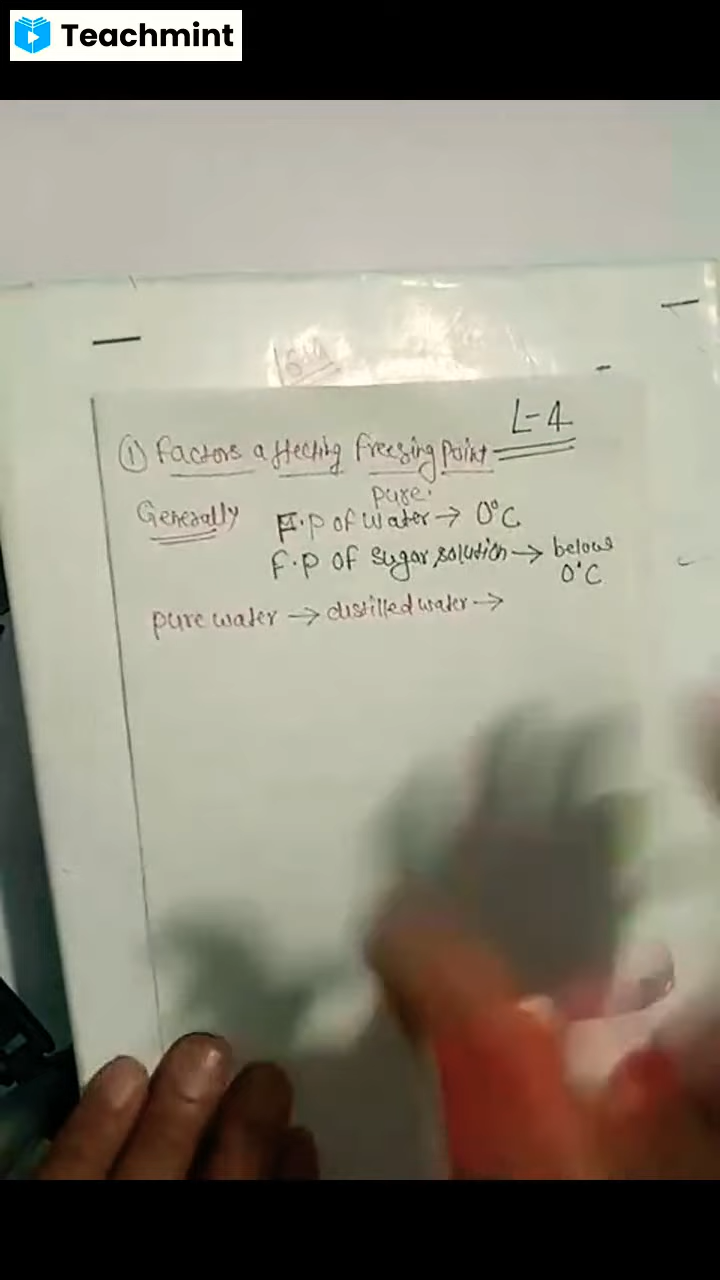 Teachmint
L-4
① Factors affecting freezing point
pure.
Generally F.P of water → 0°C
F.P of sugar solution → below
0°C
pure water → distilled water →